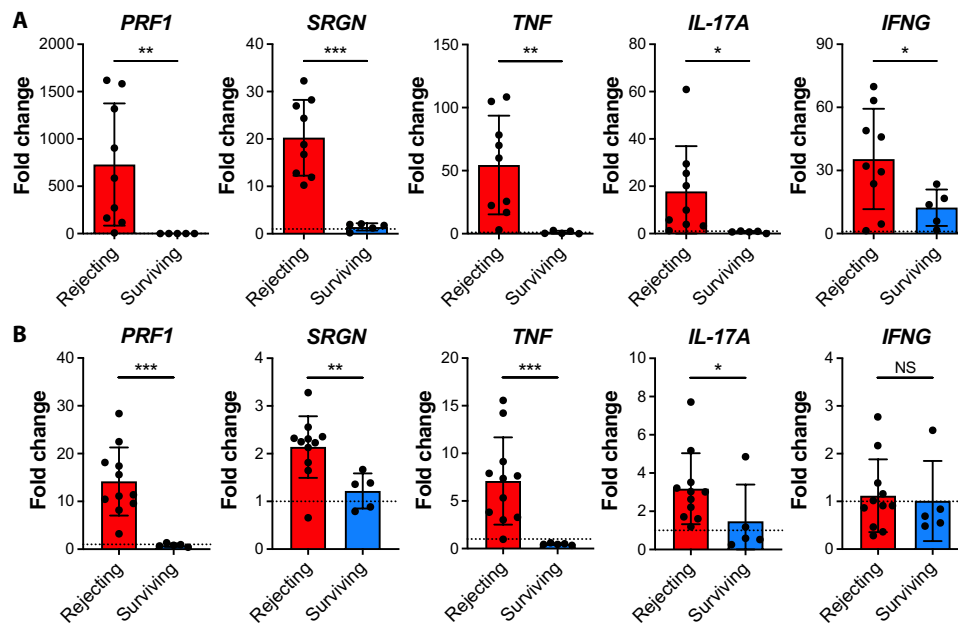 A
PRF1 SRGN TNF IL-17A IFNG
Fold change Fold change Fold change Fold change Fold change
2000 1500 1000 500 0
40 30 20 10 0
150 100 50 0
80 60 40 20 0
90 60 30 0
** *** ** * *
Rejecting Surviving Rejecting Surviving Rejecting Surviving Rejecting Surviving Rejecting Surviving
B
PRF1 SRGN TNF IL-17A IFNG
Fold change Fold change Fold change Fold change Fold change
40 30 20 10 0
4 3 2 1 0
20 15 10 5 0
10 8 6 4 2 0
4 3 2 1 0
*** ** *** * NS
Rejecting Surviving Rejecting Surviving Rejecting Surviving Rejecting Surviving Rejecting Surviving